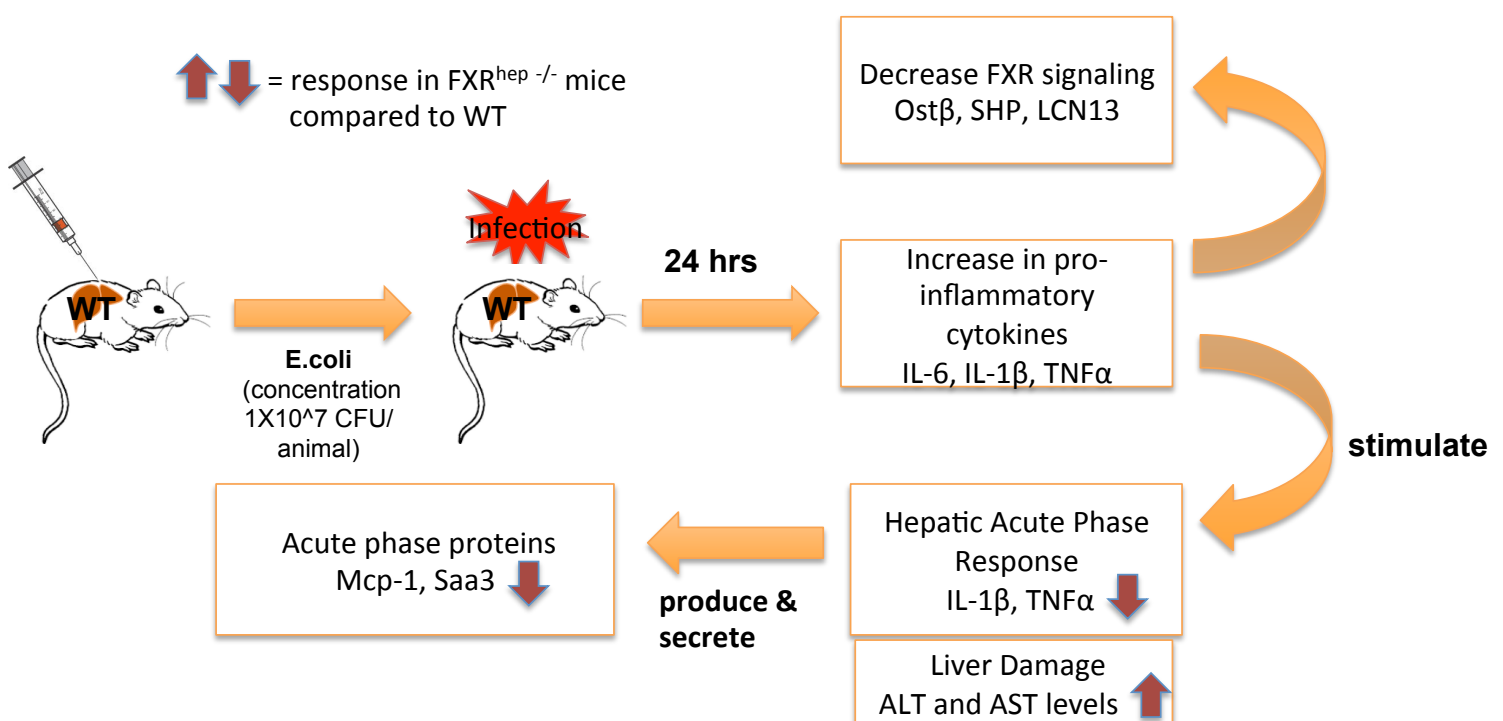 = response in FXR^hep -/- mice
compared to WT
Decrease FXR signaling
Ostβ, SHP, LCN13
Infection
WT
WT
24 hrs
E.coli
(concentration
1X10^7 CFU/
animal)
Increase in pro-
inflammatory
cytokines
IL-6, IL-1β, TNFα
stimulate
Hepatic Acute Phase
Response
IL-1β, TNFα
produce &
secrete
Acute phase proteins
Mcp-1, Saa3
Liver Damage
ALT and AST levels